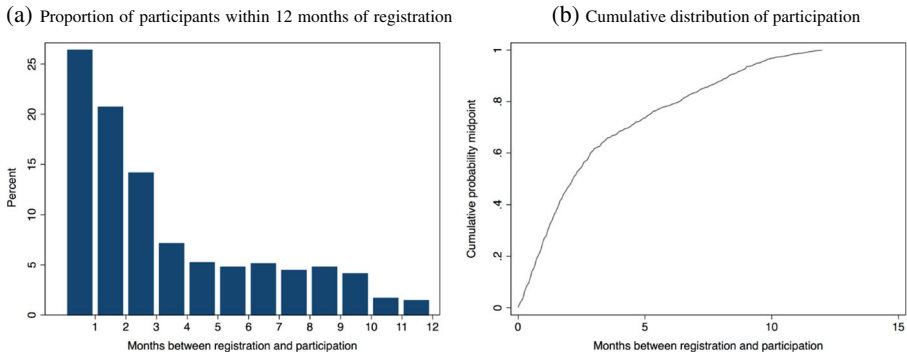 (a) Proportion of participants within 12 months of registration
25
20
15
10
5
0
Percent
1 2 3 4 5 6 7 8 9 10 11 12
Months between registration and participation
(b) Cumulative distribution of participation
1
.8
.6
.4
.2
0
Cumulative probability midpoint
0 5 10 15
Months between registration and participation